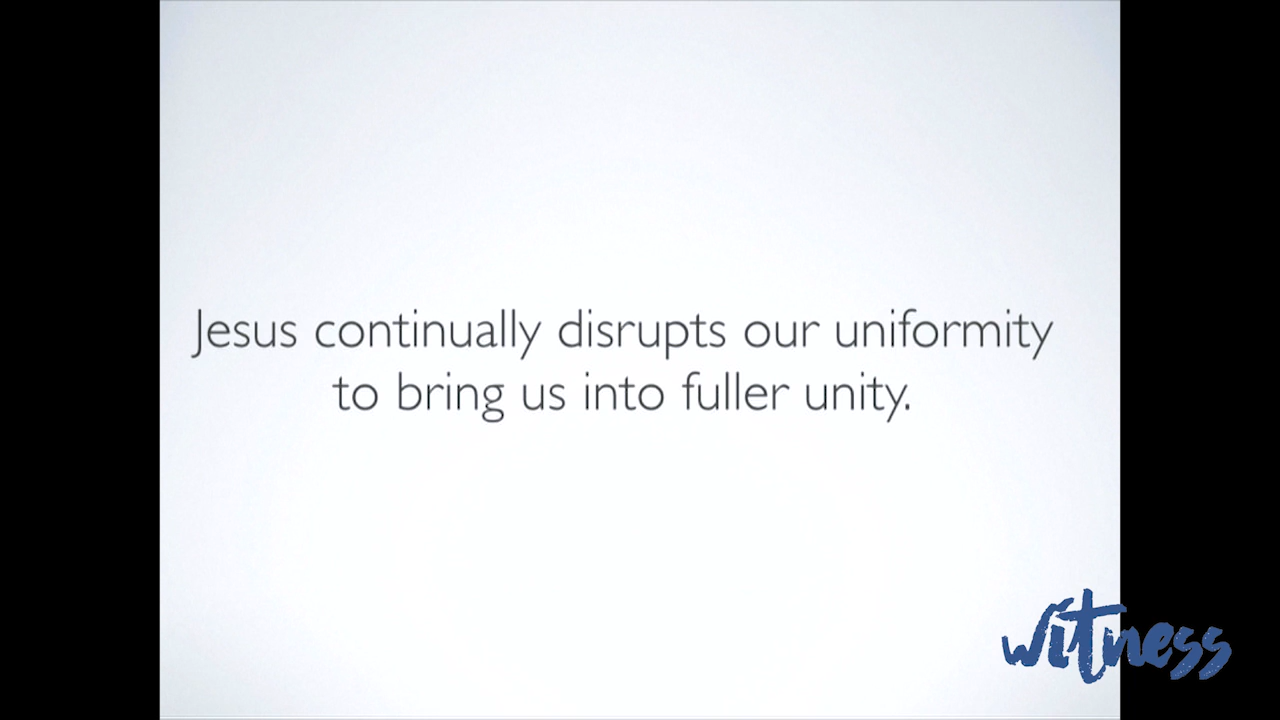 Jesus continually disrupts our uniformity
to bring us into fuller unity.
witness